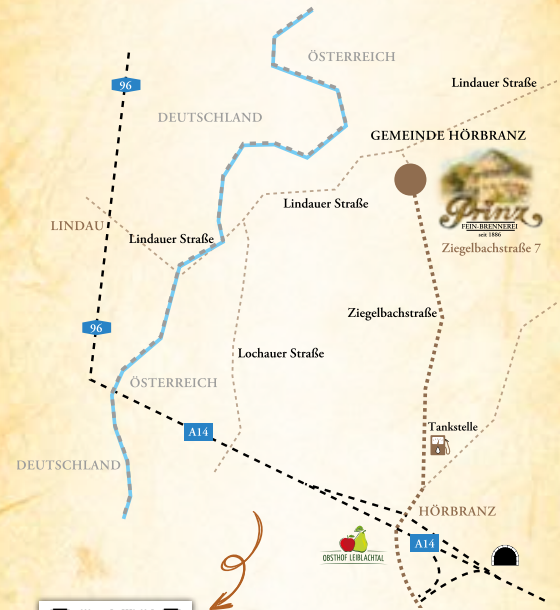 ÖSTERREICH
96
Lindauer Straße
DEUTSCHLAND
GEMEINDE HÖRBRANZ
Prinz
FEIN-BRENNEREI
seit 1886
Ziegelbachstraße 7
Lindauer Straße
LINDAU
Lindauer Straße
Ziegelbachstraße
96
Lochauer Straße
ÖSTERREICH
Tankstelle
A14
DEUTSCHLAND
HÖRBRANZ
A14
OBSTHOF LEIBLACHTAL